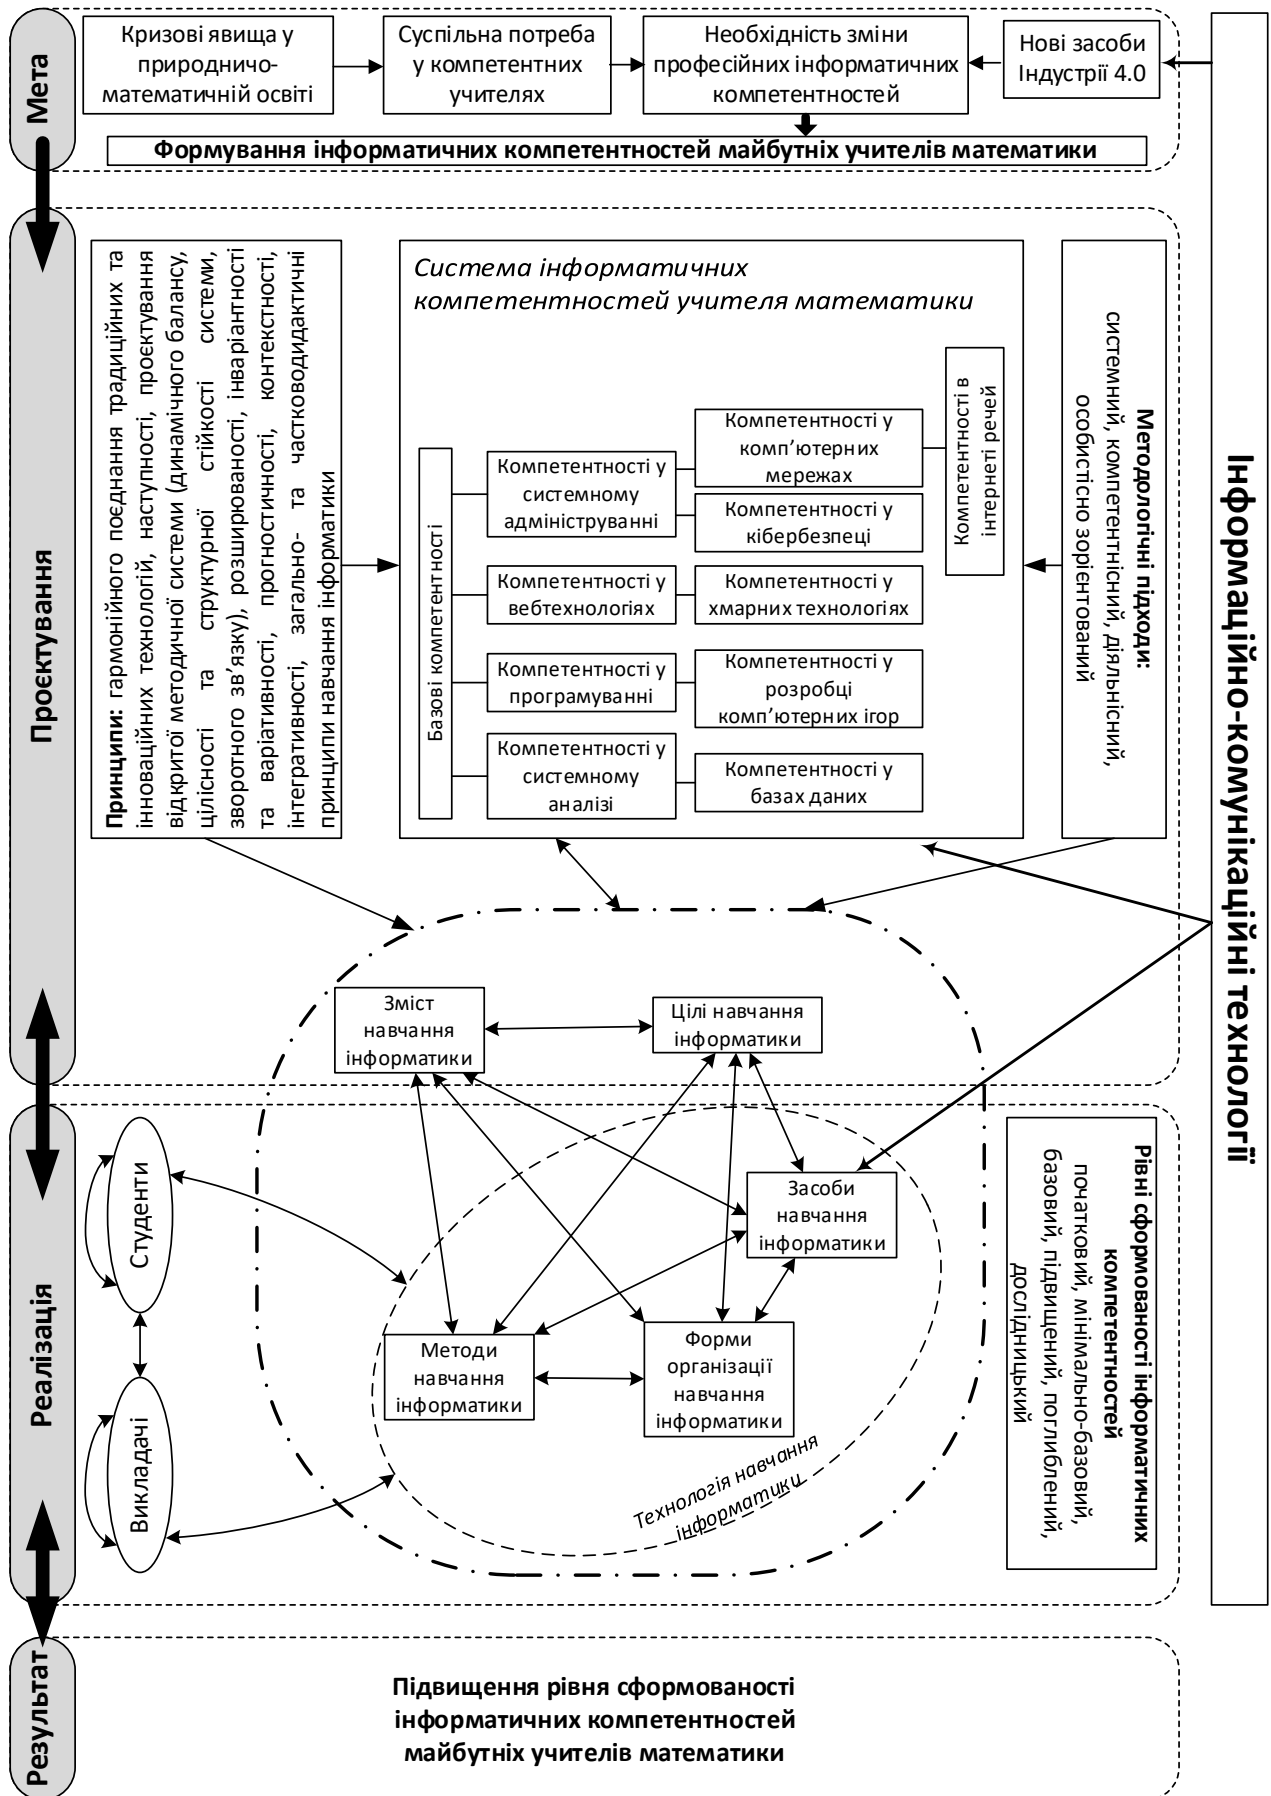 Мета
Кризові явища у
природничо-
математичній освіті
Суспільна потреба
у компетентних
учителях
Необхідність зміни
професійних інформатичних
компетентностей
Нові засоби
Індустрії 4.0
Формування інформатичних компетентностей майбутніх учителів математики
Інформаційно-комунікаційні технології
Проєктування
Принципи: гармонійного поєднання традиційних та
інноваційних технологій, наступності, проєктування
відкритої методичної системи (динамічного балансу,
цілісності та структурної стійкості системи,
зворотного зв’язку), розширюваності, інваріантності
та варіативності, прогностичності, контекстності,
інтегративності, загально- та частководидактичні
принципи навчання інформатики
Система інформатичних
компетентностей учителя математики
Базові компетентності
Компетентності у
системному
адмініструванні
Компетентності у
комп’ютерних
мережах
Компетентності у
кібербезпеці
Компетентності в
інтернеті речей
Компетентності у
вебтехнологіях
Компетентності у
хмарних технологіях
Компетентності у
програмуванні
Компетентності у
розробці
комп’ютерних ігор
Компетентності у
системному
аналізі
Компетентності у
базах даних
Методологічні підходи:
системний, компетентнісний, діяльнісний,
особистісно зорієнтований
Зміст
навчання
інформатики
Цілі навчання
інформатики
Реалізація
Студенти
Викладачі
Засоби
навчання
інформатики
Методи
навчання
інформатики
Форми
організації
навчання
інформатики
Технологія навчання
інформатики
Рівні сформованості інформатичних
компетентностей
початковий, мінімально-базовий,
базовий, підвищений, поглиблений,
дослідницький
Результат
Підвищення рівня сформованості
інформатичних компетентностей
майбутніх учителів математики